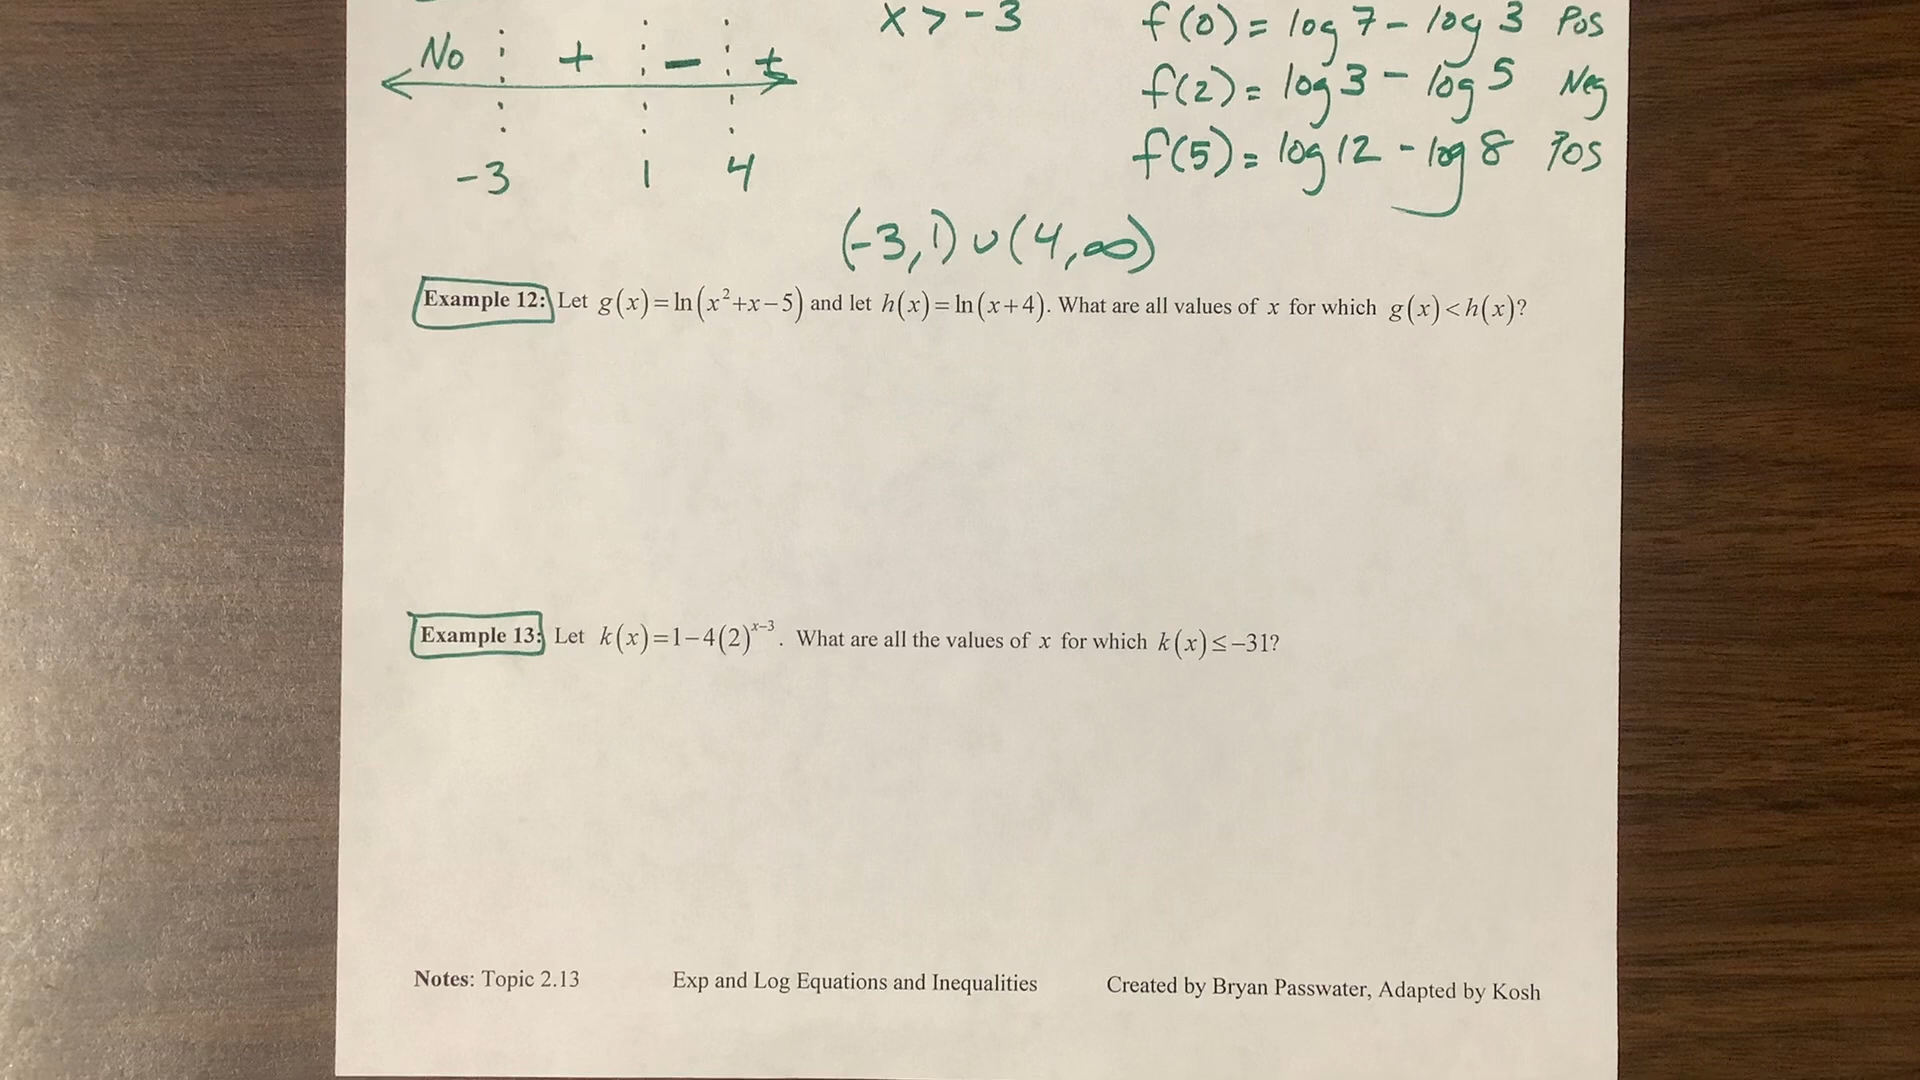 x > -3
f(0) = log 7 - log 3 Pos
No + - +
f(2) = log 3 - log 5 Neg
f(5) = log 12 - log 8 Pos
-3 1 4
(-3,1) ∪ (4,∞)
Example 12: Let g(x)=ln(x²+x−5) and let h(x)=ln(x+4). What are all values of x for which g(x)<h(x)?
Example 13: Let k(x)=1−4(2)^{x−3}. What are all the values of x for which k(x)≤−31?
Notes: Topic 2.13 Exp and Log Equations and Inequalities Created by Bryan Passwater, Adapted by Kosh